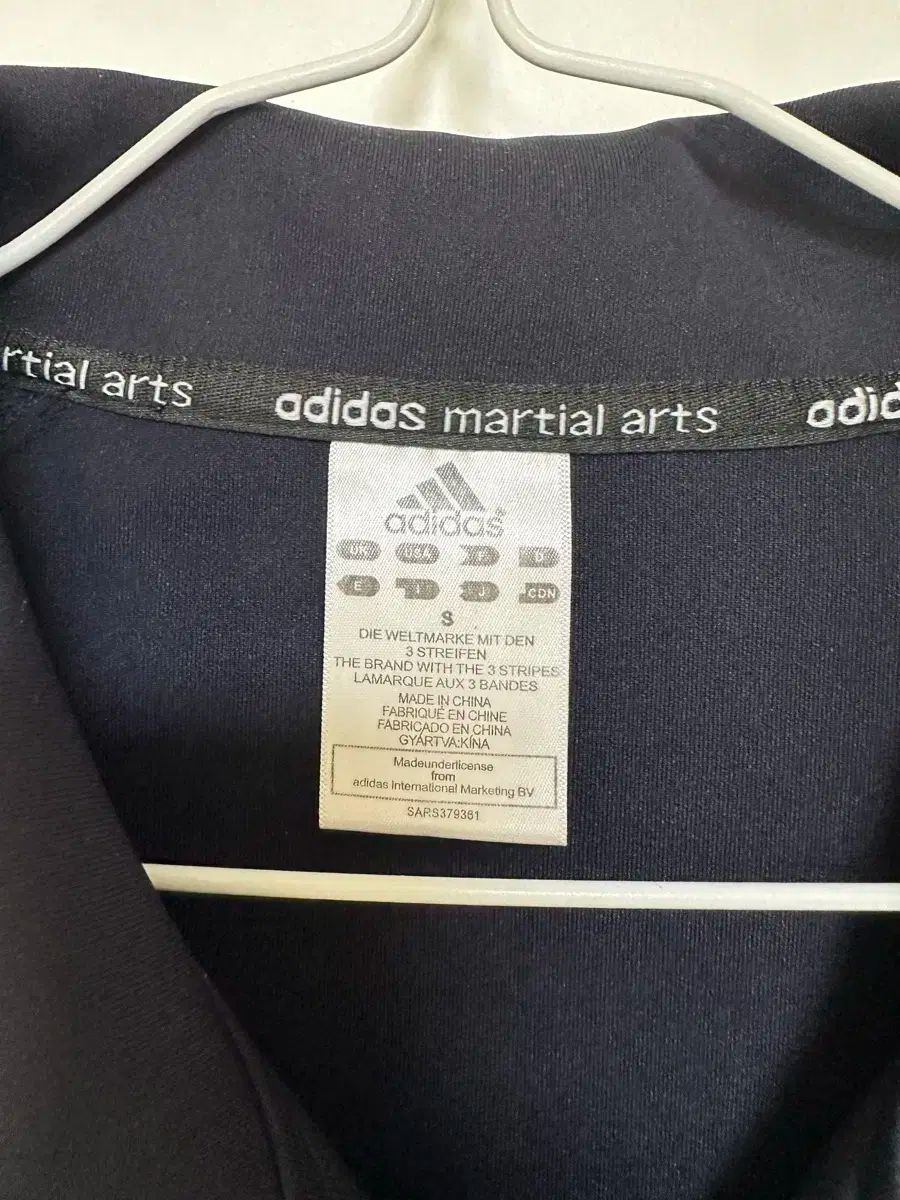 rtial arts adidas martial arts adid
adidas
UK USA F D
E I J CDN
S
DIE WELTMARKE MIT DEN
3 STREIFEN
THE BRAND WITH THE 3 STRIPES
LAMARQUE AUX 3 BANDES
MADE IN CHINA
FABRIQUÉ EN CHINE
FABRICADO EN CHINA
GYÁRTVA:KÍNA
Madeunderlicense
from
adidas International Marketing BV
SARS379361